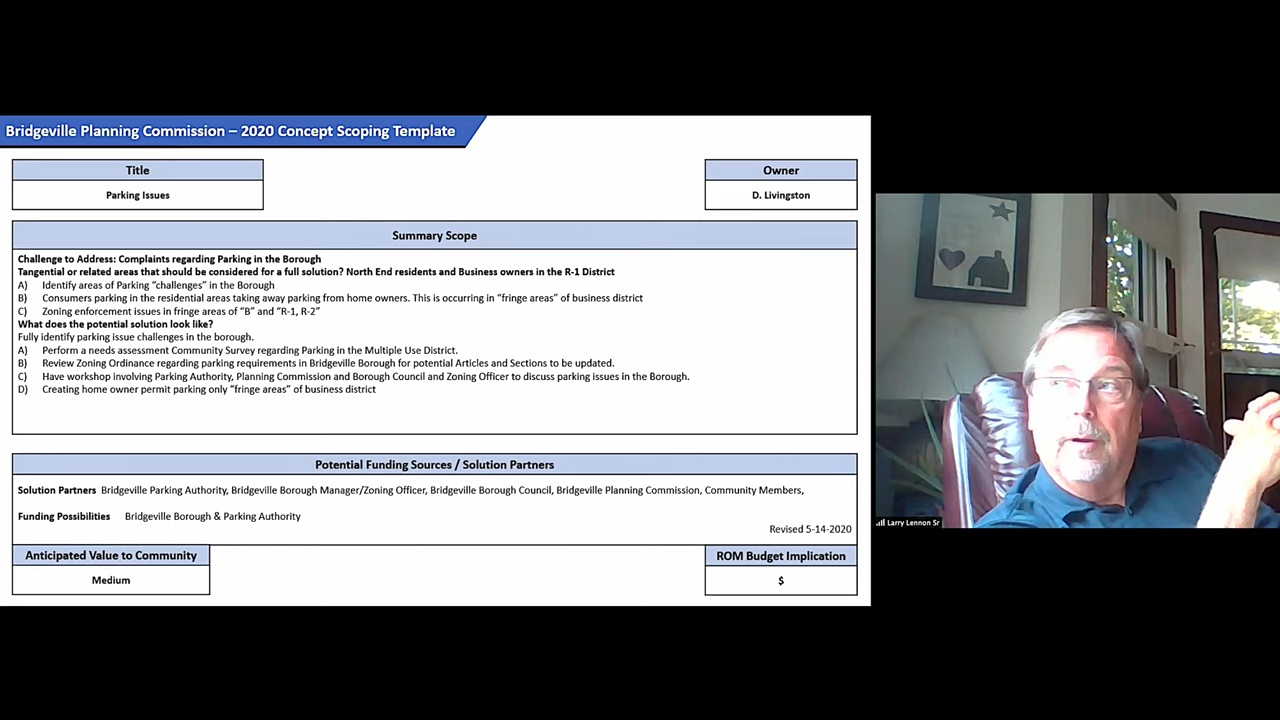 Bridgeville Planning Commission – 2020 Concept Scoping Template
Title
Owner
Parking Issues
D. Livingston
Summary Scope
Challenge to Address: Complaints regarding Parking in the Borough
Tangential or related areas that should be considered for a full solution? North End residents and Business owners in the R-1 District
A) Identify areas of Parking “challenges” in the Borough
B) Consumers parking in the residential areas taking away parking from home owners. This is occurring in “fringe areas” of business district
C) Zoning enforcement issues in fringe areas of “B” and “R-1, R-2”
What does the potential solution look like?
Fully identify parking issue challenges in the borough.
A) Perform a needs assessment Community Survey regarding Parking in the Multiple Use District.
B) Review Zoning Ordinance regarding parking requirements in Bridgeville Borough for potential Articles and Sections to be updated.
C) Have workshop involving Parking Authority, Planning Commission and Borough Council and Zoning Officer to discuss parking issues in the Borough.
D) Creating home owner permit parking only “fringe areas” of business district
Potential Funding Sources / Solution Partners
Solution Partners Bridgeville Parking Authority, Bridgeville Borough Manager/Zoning Officer, Bridgeville Borough Council, Bridgeville Planning Commission, Community Members,
Funding Possibilities Bridgeville Borough & Parking Authority
Revised 5-14-2020
Anticipated Value to Community
ROM Budget Implication
Medium
$
Larry Lennon Sr